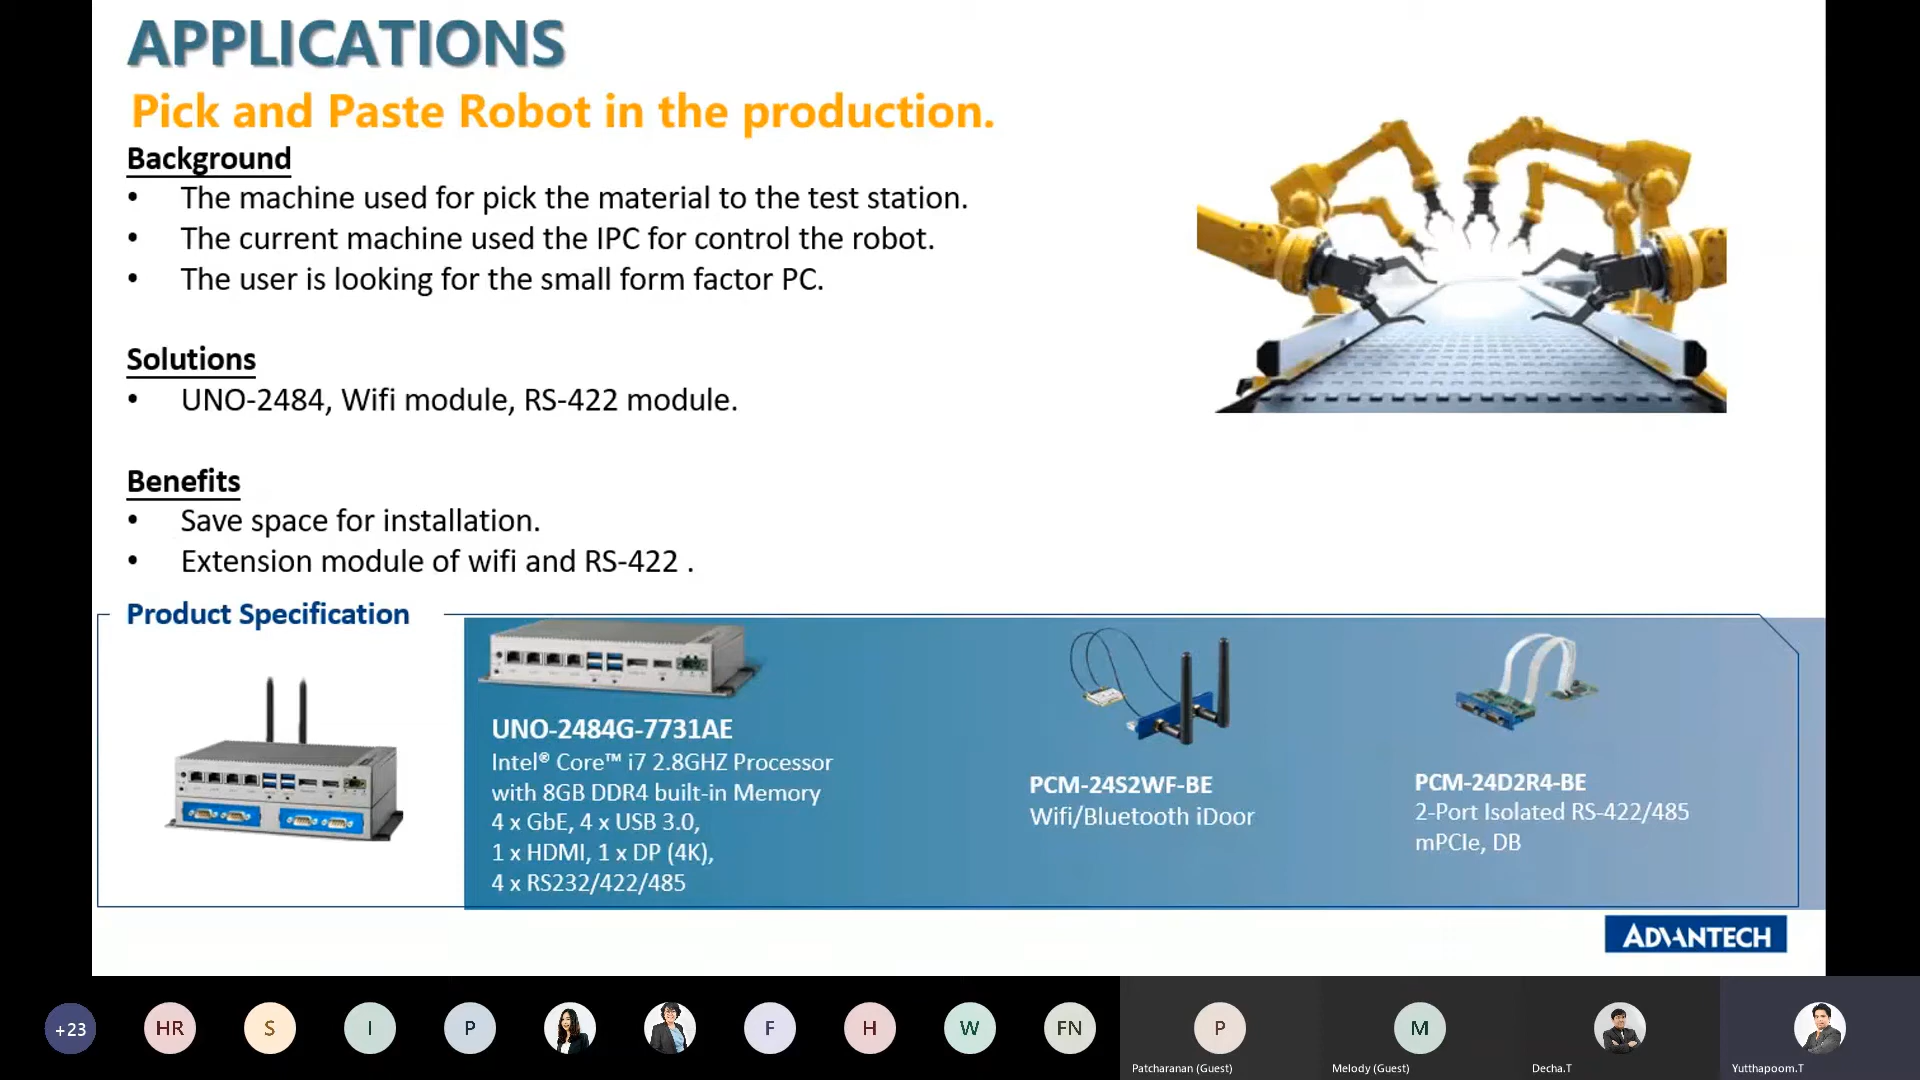 APPLICATIONS
Pick and Paste Robot in the production.
Background
• The machine used for pick the material to the test station.
• The current machine used the IPC for control the robot.
• The user is looking for the small form factor PC.
Solutions
• UNO-2484, Wifi module, RS-422 module.
Benefits
• Save space for installation.
• Extension module of wifi and RS-422 .
Product Specification
UNO-2484G-7731AE
Intel® Core™ i7 2.8GHZ Processor
with 8GB DDR4 built-in Memory
4 x GbE, 4 x USB 3.0,
1 x HDMI, 1 x DP (4K),
4 x RS232/422/485
PCM-24S2WF-BE
Wifi/Bluetooth iDoor
PCM-24D2R4-BE
2-Port Isolated RS-422/485
mPCIe, DB
ADVANTECH
+23 HR S I P F H W FN P M
Patcharanan (Guest) Melody (Guest) Decha.T Yutthapoom.T